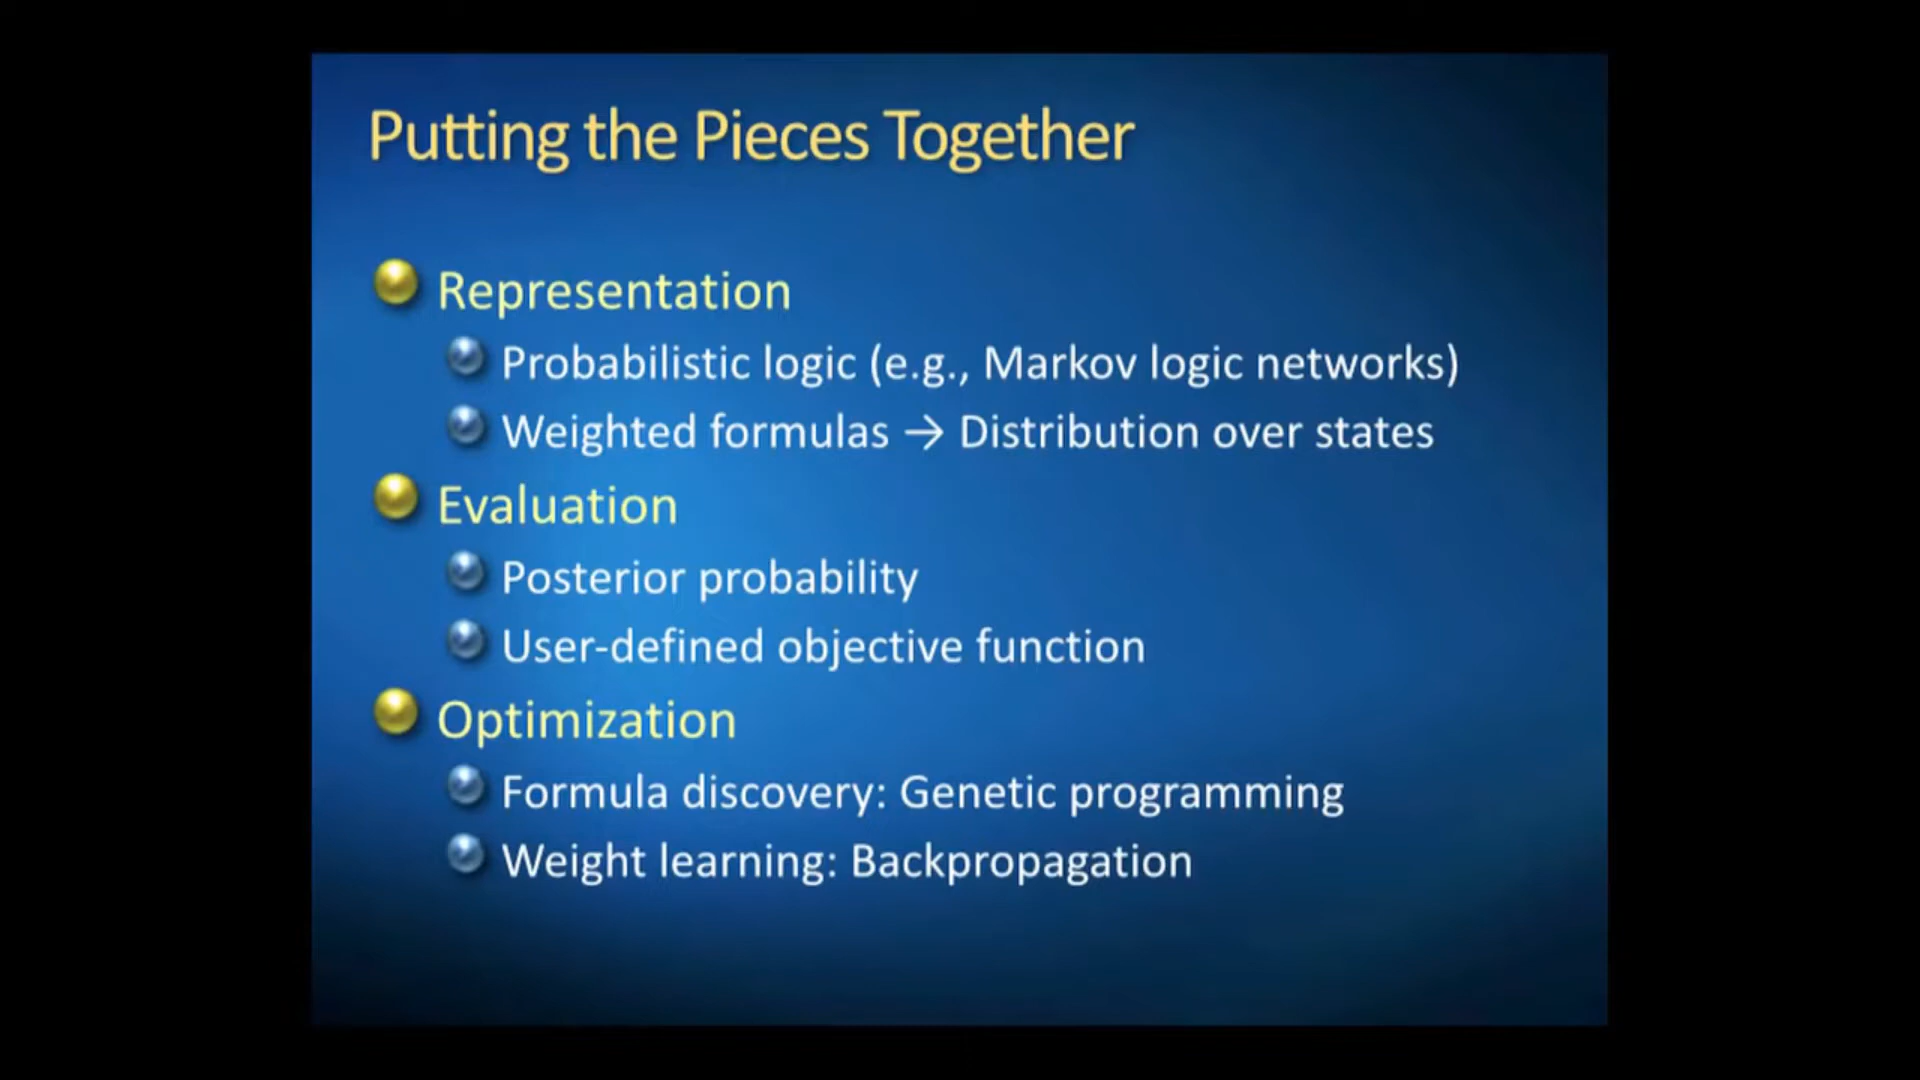 Putting the Pieces Together
Representation
Probabilistic logic (e.g., Markov logic networks)
Weighted formulas → Distribution over states
Evaluation
Posterior probability
User-defined objective function
Optimization
Formula discovery: Genetic programming
Weight learning: Backpropagation